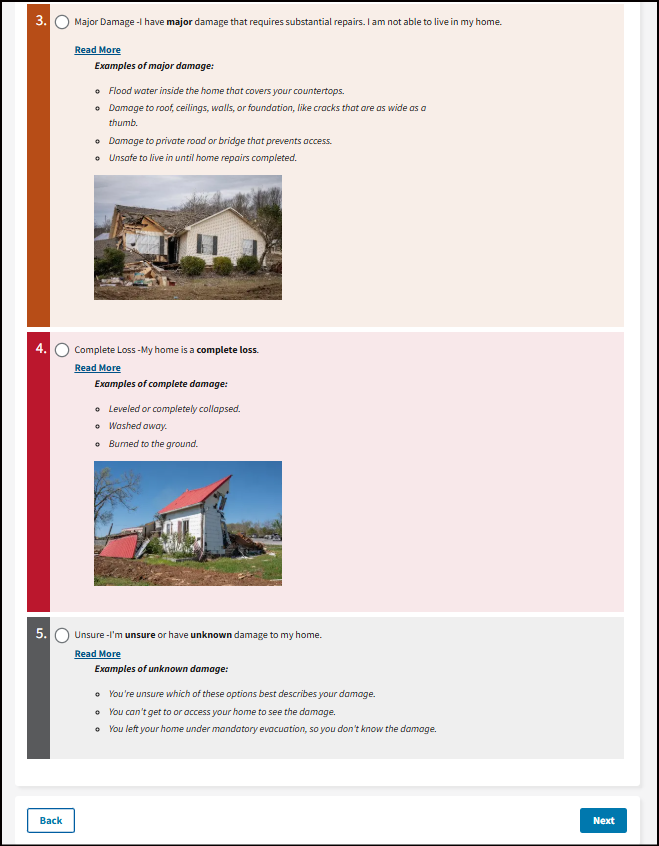 3.
Major Damage -I have major damage that requires substantial repairs. I am not able to live in my home.
Read More
Examples of major damage:
Flood water inside the home that covers your countertops.
Damage to roof, ceilings, walls, or foundation, like cracks that are as wide as a
thumb.
Damage to private road or bridge that prevents access.
Unsafe to live in until home repairs completed.
4.
Complete Loss -My home is a complete loss.
Read More
Examples of complete damage:
Leveled or completely collapsed.
Washed away.
Burned to the ground.
5.
Unsure -I'm unsure or have unknown damage to my home.
Read More
Examples of unknown damage:
You're unsure which of these options best describes your damage.
You can't get to or access your home to see the damage.
You left your home under mandatory evacuation, so you don't know the damage.
Back
Next